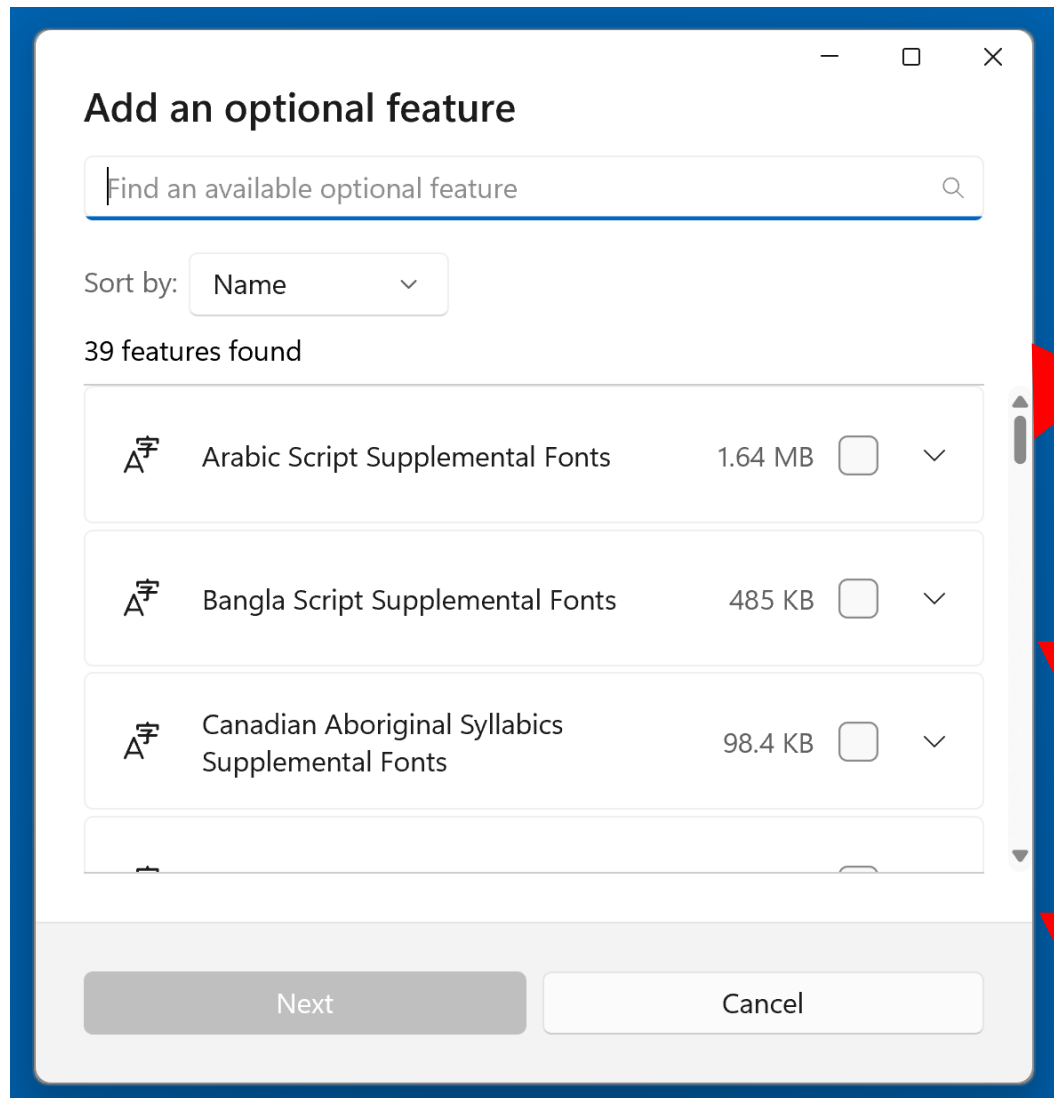 Add an optional feature
Find an available optional feature
Sort by: Name
39 features found
Arabic Script Supplemental Fonts 1.64 MB
Bangla Script Supplemental Fonts 485 KB
Canadian Aboriginal Syllabics
Supplemental Fonts 98.4 KB
Next Cancel